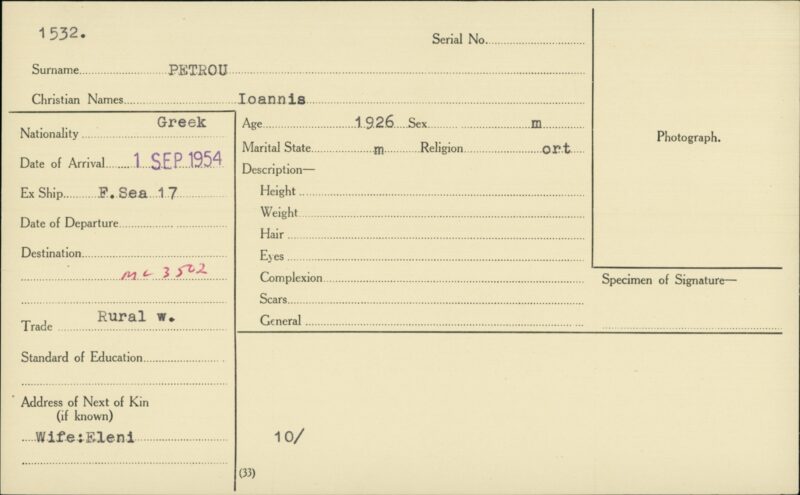 1532.
Serial No.
Surname PETROU
Christian Names Ioannis
Nationality Greek
Date of Arrival 1 SEP 1954
Ex Ship F.Sea 17
Date of Departure
Destination
MC 3502
Trade Rural w.
Standard of Education
Address of Next of Kin
(if known)
Wife:Eleni
Age 1926 Sex m
Marital State m Religion ort
Description—
Height
Weight
Hair
Eyes
Complexion
Scars
General
10/
(33)
Photograph.
Specimen of Signature—